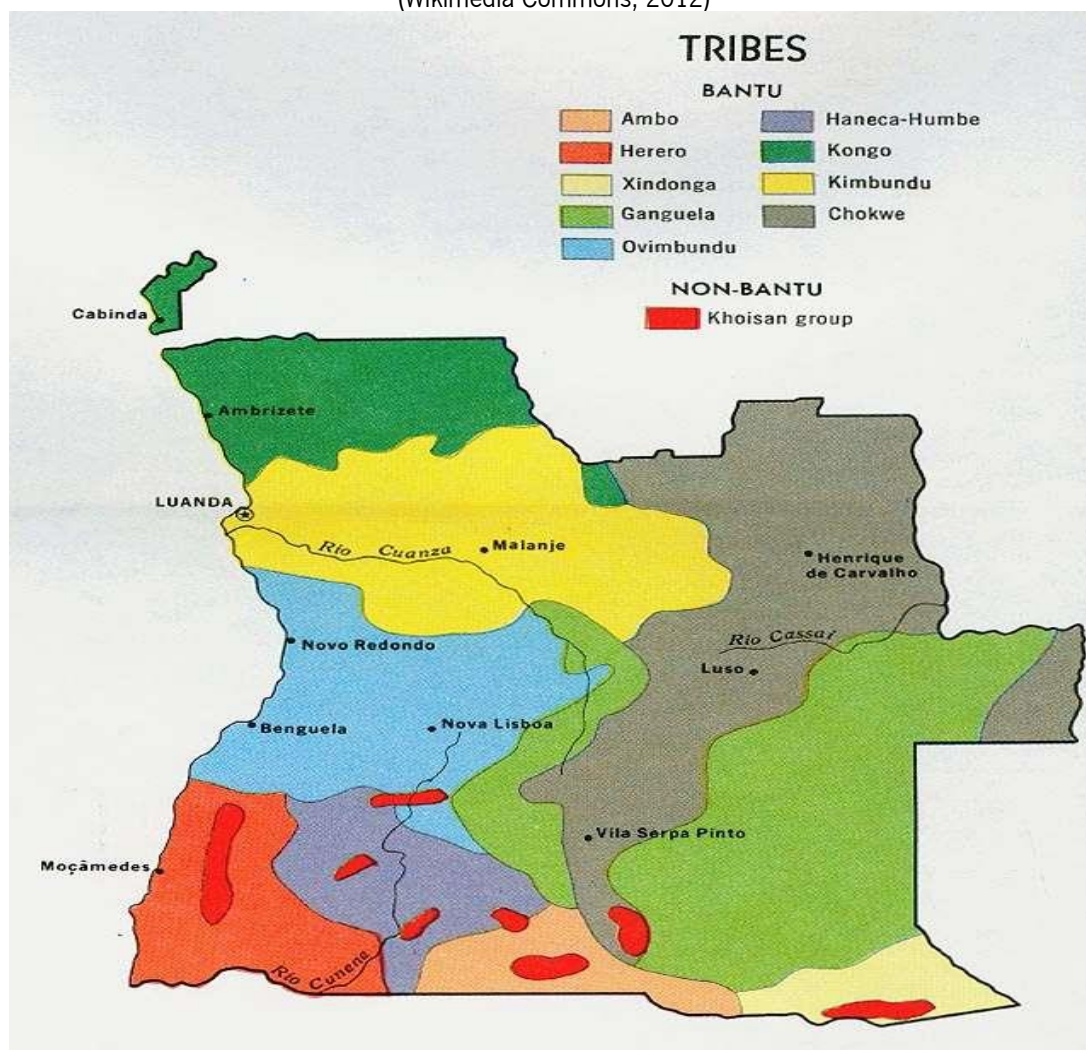 (Wikimedia Commons, 2012)
TRIBES
BANTU
Ambo
Haneca-Humbe
Herero
Kongo
Xindonga
Kimbundu
Ganguela
Chokwe
Ovimbundu
NON-BANTU
Khoisan group
Cabinda
Ambrizete
LUANDA
Rio Cuanza
Malanje
Henrique
de Carvalho
Rio Cassai
Novo Redondo
Luso
Benguela
Nova Lisboa
Vila Serpa Pinto
Moçâmedes
Rio Cunene